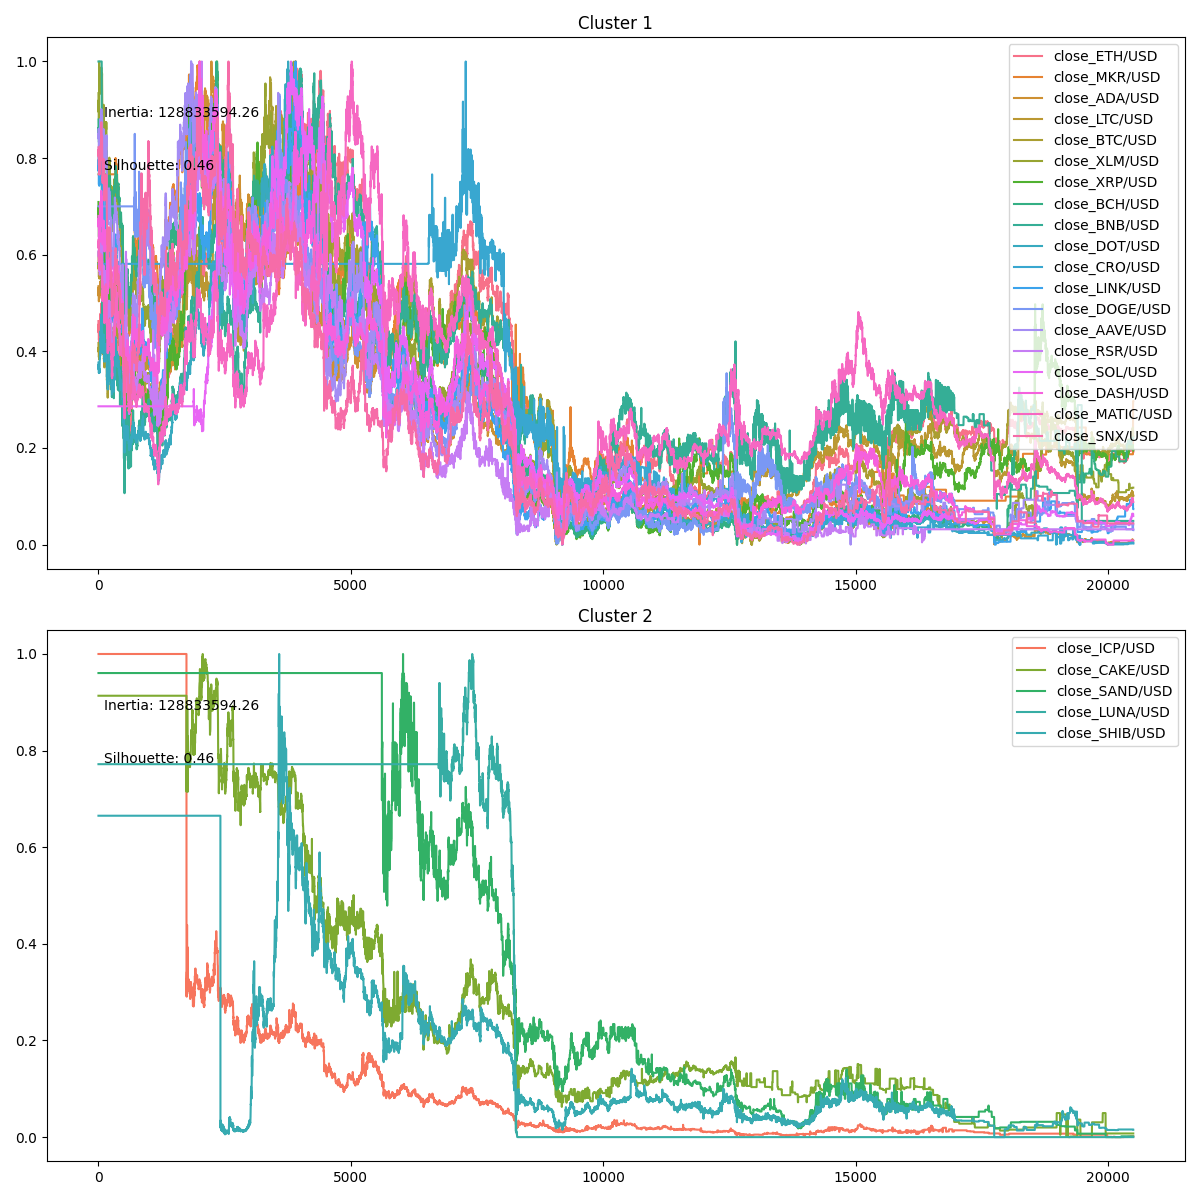 Cluster 1
1.0
0.8
0.6
0.4
0.2
0.0
Inertia: 128833594.26
Silhouette: 0.46
close_ETH/USD
close_MKR/USD
close_ADA/USD
close_LTC/USD
close_BTC/USD
close_XLM/USD
close_XRP/USD
close_BCH/USD
close_BNB/USD
close_DOT/USD
close_CRO/USD
close_LINK/USD
close_DOGE/USD
close_AAVE/USD
close_RSR/USD
close_SOL/USD
close_DASH/USD
close_MATIC/USD
close_SNX/USD
0 5000 10000 15000 20000
Cluster 2
1.0
0.8
0.6
0.4
0.2
0.0
Inertia: 128833594.26
Silhouette: 0.46
close_ICP/USD
close_CAKE/USD
close_SAND/USD
close_LUNA/USD
close_SHIB/USD
0 5000 10000 15000 20000